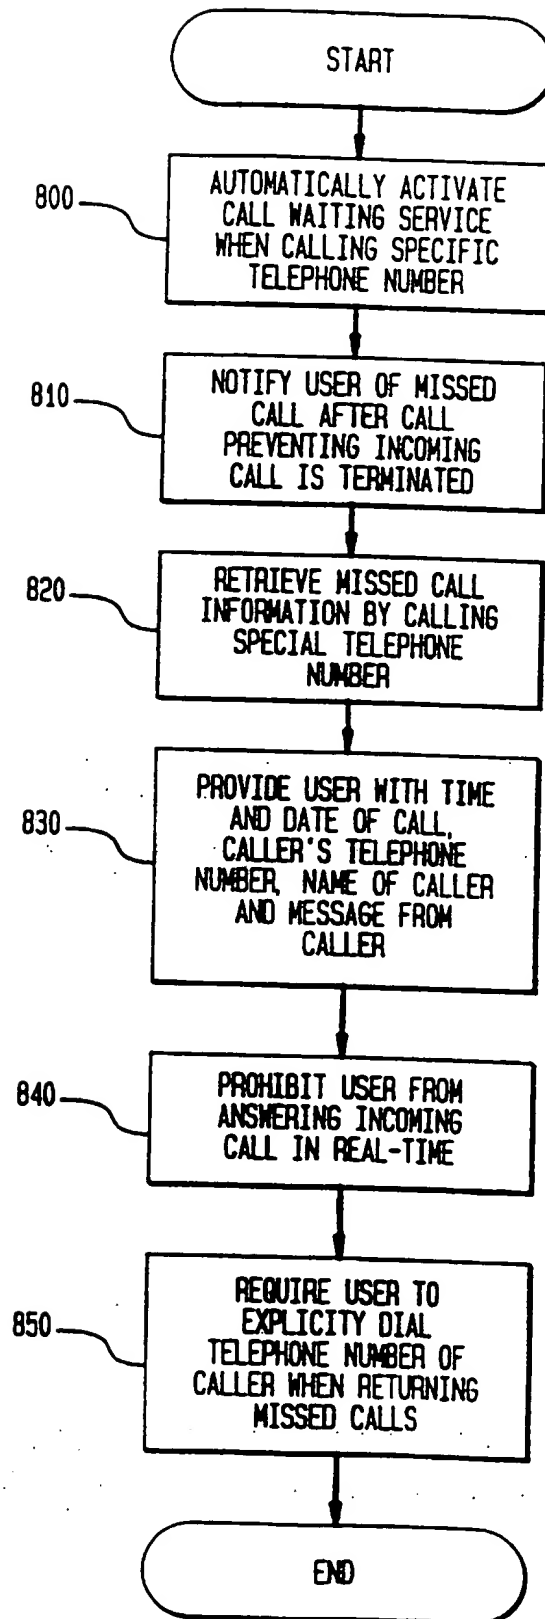 START
800
AUTOMATICALLY ACTIVATE
CALL WAITING SERVICE
WHEN CALLING SPECIFIC
TELEPHONE NUMBER
810
NOTIFY USER OF MISSED
CALL AFTER CALL
PREVENTING INCOMING
CALL IS TERMINATED
820
RETRIEVE MISSED CALL
INFORMATION BY CALLING
SPECIAL TELEPHONE
NUMBER
830
PROVIDE USER WITH TIME
AND DATE OF CALL,
CALLER'S TELEPHONE
NUMBER, NAME OF CALLER
AND MESSAGE FROM
CALLER
840
PROHIBIT USER FROM
ANSWERING INCOMING
CALL IN REAL-TIME
850
REQUIRE USER TO
EXPLICITY DIAL
TELEPHONE NUMBER OF
CALLER WHEN RETURNING
MISSED CALLS
END